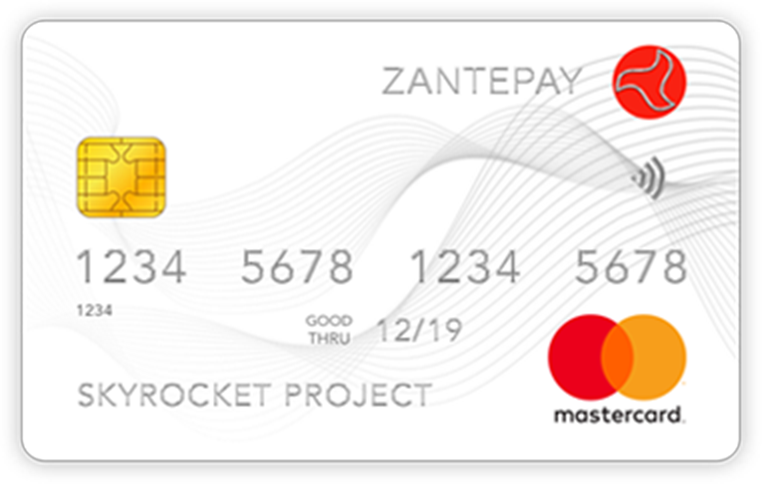 ZANTEPAY
1234 5678 1234 5678
1234
GOOD THRU 12/19
SKYROCKET PROJECT
mastercard.